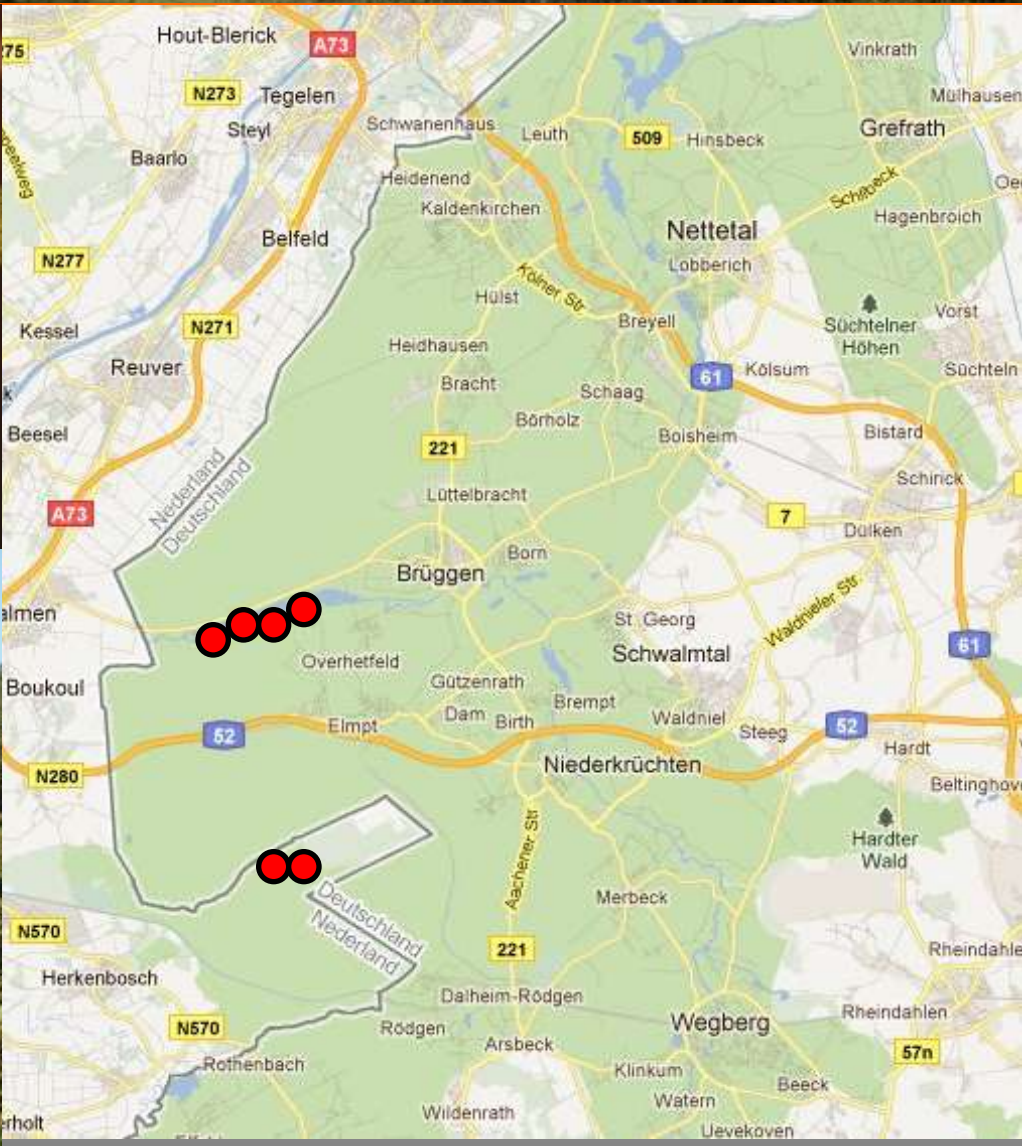 Hout-Blerick
A73
275
Vinkrath
N273
Tegelen
Mülhausen
Steyl
Schwanenhaus
Leuth
509
Hinsbeck
Grefrath
Baarlo
Heidenend
Schabeck
Kaldenkirchen
Hagenbroich
Belfeld
Nettetal
N277
Lobberich
Kölner Str
Hülst
Kessel
N271
Breyell
Süchtelner
Höhen
Vorst
Heidhausen
Reuver
61
Kölsum
Süchteln
Bracht
Schaag
Börholz
Beesel
221
Boisheim
Bistard
Nederland
Deutschland
Schirick
Lüttelbracht
A73
7
Dülken
Born
Brüggen
Waldnieler Str
St. Georg
61
Overhetfeld
Schwalmtal
Boukoul
Gützenrath
Brempt
Dam
Birth
Waldniel
Elmpt
52
Steeg
52
Hardt
N280
Niederkrüchten
Aachener Str
Hardter
Wald
Merbeck
Deutschland
Nederland
N570
221
Herkenbosch
Dalheim-Rödgen
Rheindahlen
N570
Rödgen
Wegberg
Arsbeck
57n
Rothenbach
Klinkum
Beeck
Watern
Wildenrath
Uevekoven